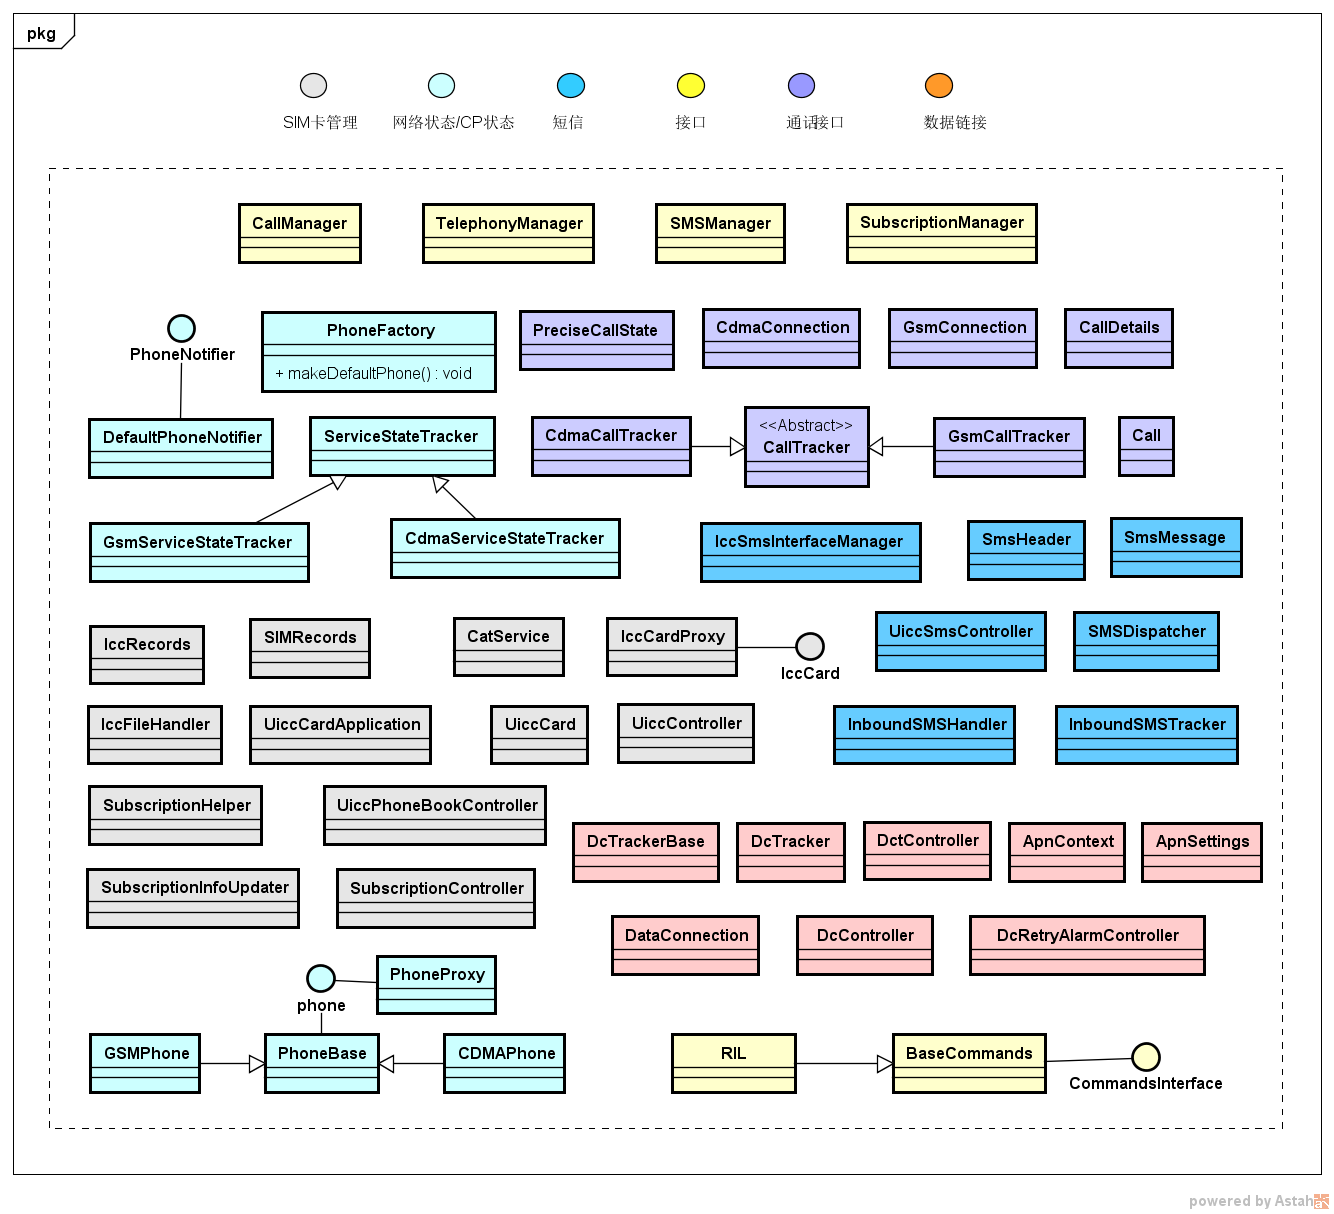 pkg
SIM卡管理
网络状态/CP状态
短信
接口
通话接口
数据链接
CallManager
TelephonyManager
SMSManager
SubscriptionManager
PhoneNotifier
PhoneFactory
+ makeDefaultPhone() : void
PreciseCallState
CdmaConnection
GsmConnection
CallDetails
DefaultPhoneNotifier
ServiceStateTracker
CdmaCallTracker
<<Abstract>>
CallTracker
GsmCallTracker
Call
GsmServiceStateTracker
CdmaServiceStateTracker
IccSmsInterfaceManager
SmsHeader
SmsMessage
IccRecords
SIMRecords
CatService
IccCardProxy
IccCard
UiccSmsController
SMSDispatcher
IccFileHandler
UiccCardApplication
UiccCard
UiccController
InboundSMSHandler
InboundSMSTracker
SubscriptionHelper
UiccPhoneBookController
DcTrackerBase
DcTracker
DctController
ApnContext
ApnSettings
SubscriptionInfoUpdater
SubscriptionController
DataConnection
DcController
DcRetryAlarmController
phone
PhoneProxy
GSMPhone
PhoneBase
CDMAPhone
RIL
BaseCommands
CommandsInterface
powered by Astah